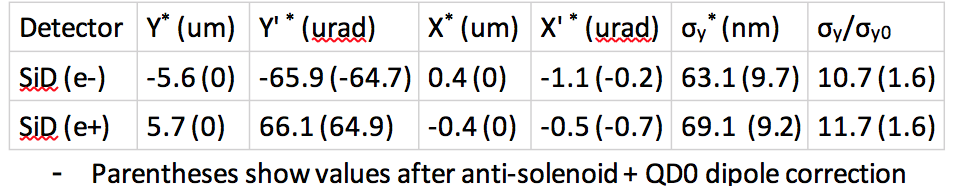 Detector Y* (um) Y' * (urad) X* (um) X' * (urad) σy* (nm) σy/σy0
SiD (e-) -5.6 (0) -65.9 (-64.7) 0.4 (0) -1.1 (-0.2) 63.1 (9.7) 10.7 (1.6)
SiD (e+) 5.7 (0) 66.1 (64.9) -0.4 (0) -0.5 (-0.7) 69.1 (9.2) 11.7 (1.6)
- Parentheses show values after anti-solenoid + QD0 dipole correction